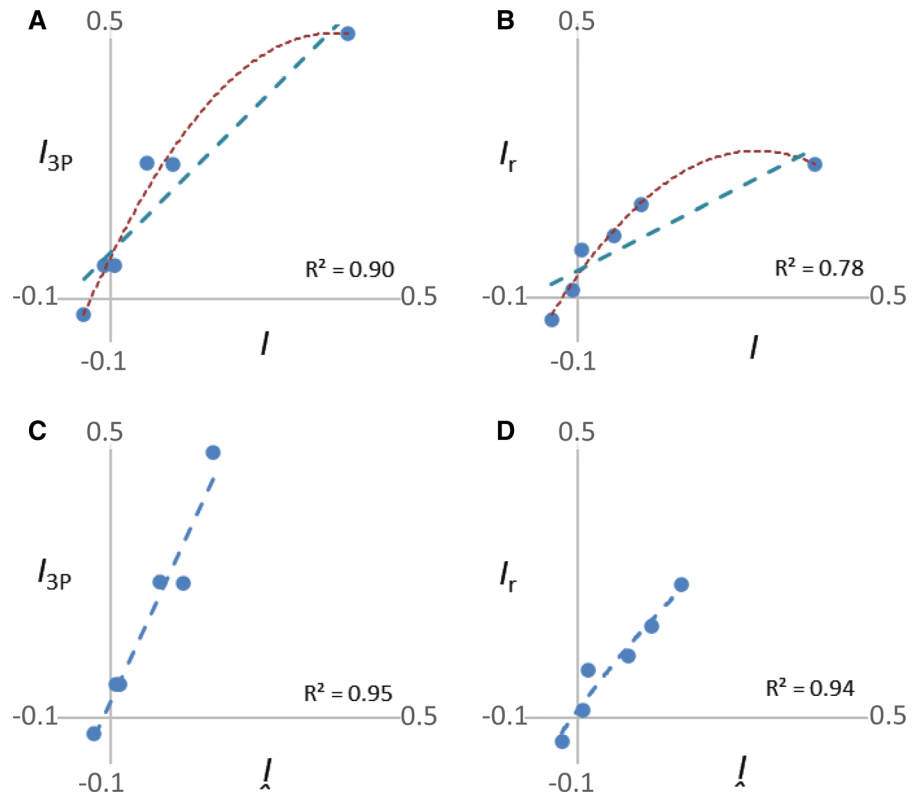 A
0.5
I3P
R² = 0.90
-0.1
0.5
-0.1
I
B
0.5
Ir
R² = 0.78
-0.1
0.5
-0.1
I
C
0.5
I3P
R² = 0.95
-0.1
0.5
-0.1
I^
D
0.5
Ir
R² = 0.94
-0.1
0.5
-0.1
I^